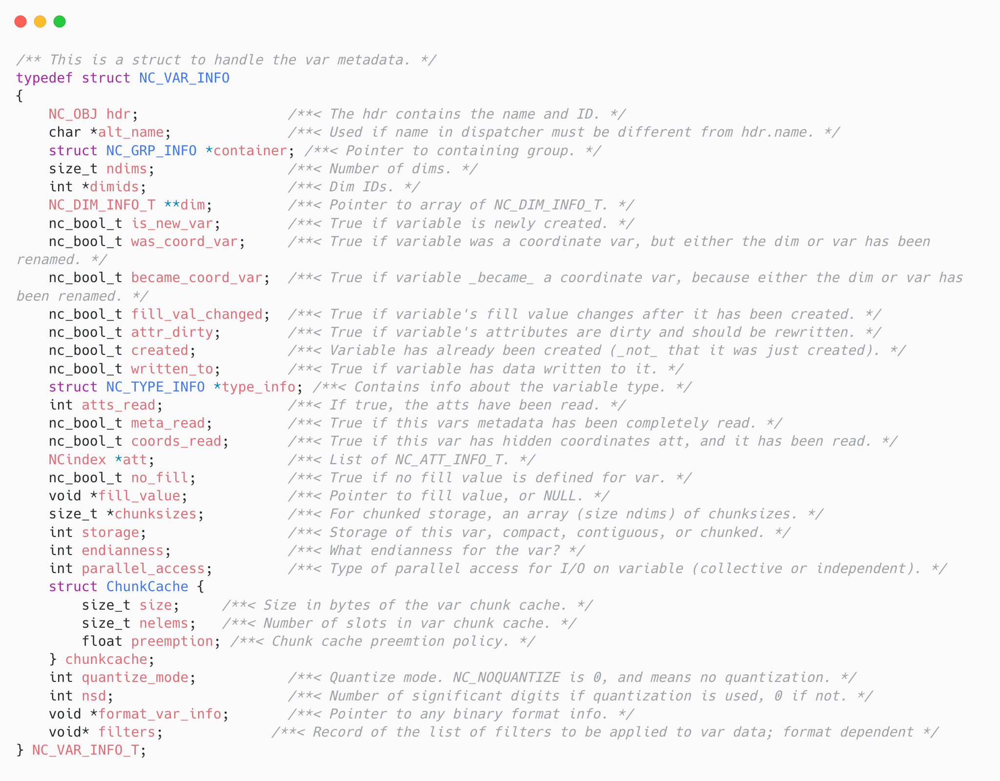 /** This is a struct to handle the var metadata. */
typedef struct NC_VAR_INFO
{
    NC_OBJ hdr;                  /**< The hdr contains the name and ID. */
    char *alt_name;              /**< Used if name in dispatcher must be different from hdr.name. */
    struct NC_GRP_INFO *container; /**< Pointer to containing group. */
    size_t ndims;                /**< Number of dims. */
    int *dimids;                 /**< Dim IDs. */
    NC_DIM_INFO_T **dim;         /**< Pointer to array of NC_DIM_INFO_T. */
    nc_bool_t is_new_var;        /**< True if variable is newly created. */
    nc_bool_t was_coord_var;     /**< True if variable was a coordinate var, but either the dim or var has been
renamed. */
    nc_bool_t became_coord_var;  /**< True if variable _became_ a coordinate var, because either the dim or var has
been renamed. */
    nc_bool_t fill_val_changed;  /**< True if variable's fill value changes after it has been created. */
    nc_bool_t attr_dirty;        /**< True if variable's attributes are dirty and should be rewritten. */
    nc_bool_t created;           /**< Variable has already been created (_not_ that it was just created). */
    nc_bool_t written_to;        /**< True if variable has data written to it. */
    struct NC_TYPE_INFO *type_info; /**< Contains info about the variable type. */
    int atts_read;               /**< If true, the atts have been read. */
    nc_bool_t meta_read;         /**< True if this vars metadata has been completely read. */
    nc_bool_t coords_read;       /**< True if this var has hidden coordinates att, and it has been read. */
    NCindex *att;                /**< List of NC_ATT_INFO_T. */
    nc_bool_t no_fill;           /**< True if no fill value is defined for var. */
    void *fill_value;            /**< Pointer to fill value, or NULL. */
    size_t *chunksizes;          /**< For chunked storage, an array (size ndims) of chunksizes. */
    int storage;                 /**< Storage of this var, compact, contiguous, or chunked. */
    int endianness;              /**< What endianness for the var? */
    int parallel_access;         /**< Type of parallel access for I/O on variable (collective or independent). */
    struct ChunkCache {
        size_t size;     /**< Size in bytes of the var chunk cache. */
        size_t nelems;   /**< Number of slots in var chunk cache. */
        float preemption; /**< Chunk cache preemtion policy. */
    } chunkcache;
    int quantize_mode;           /**< Quantize mode. NC_NOQUANTIZE is 0, and means no quantization. */
    int nsd;                     /**< Number of significant digits if quantization is used, 0 if not. */
    void *format_var_info;       /**< Pointer to any binary format info. */
    void* filters;             /**< Record of the list of filters to be applied to var data; format dependent */
} NC_VAR_INFO_T;